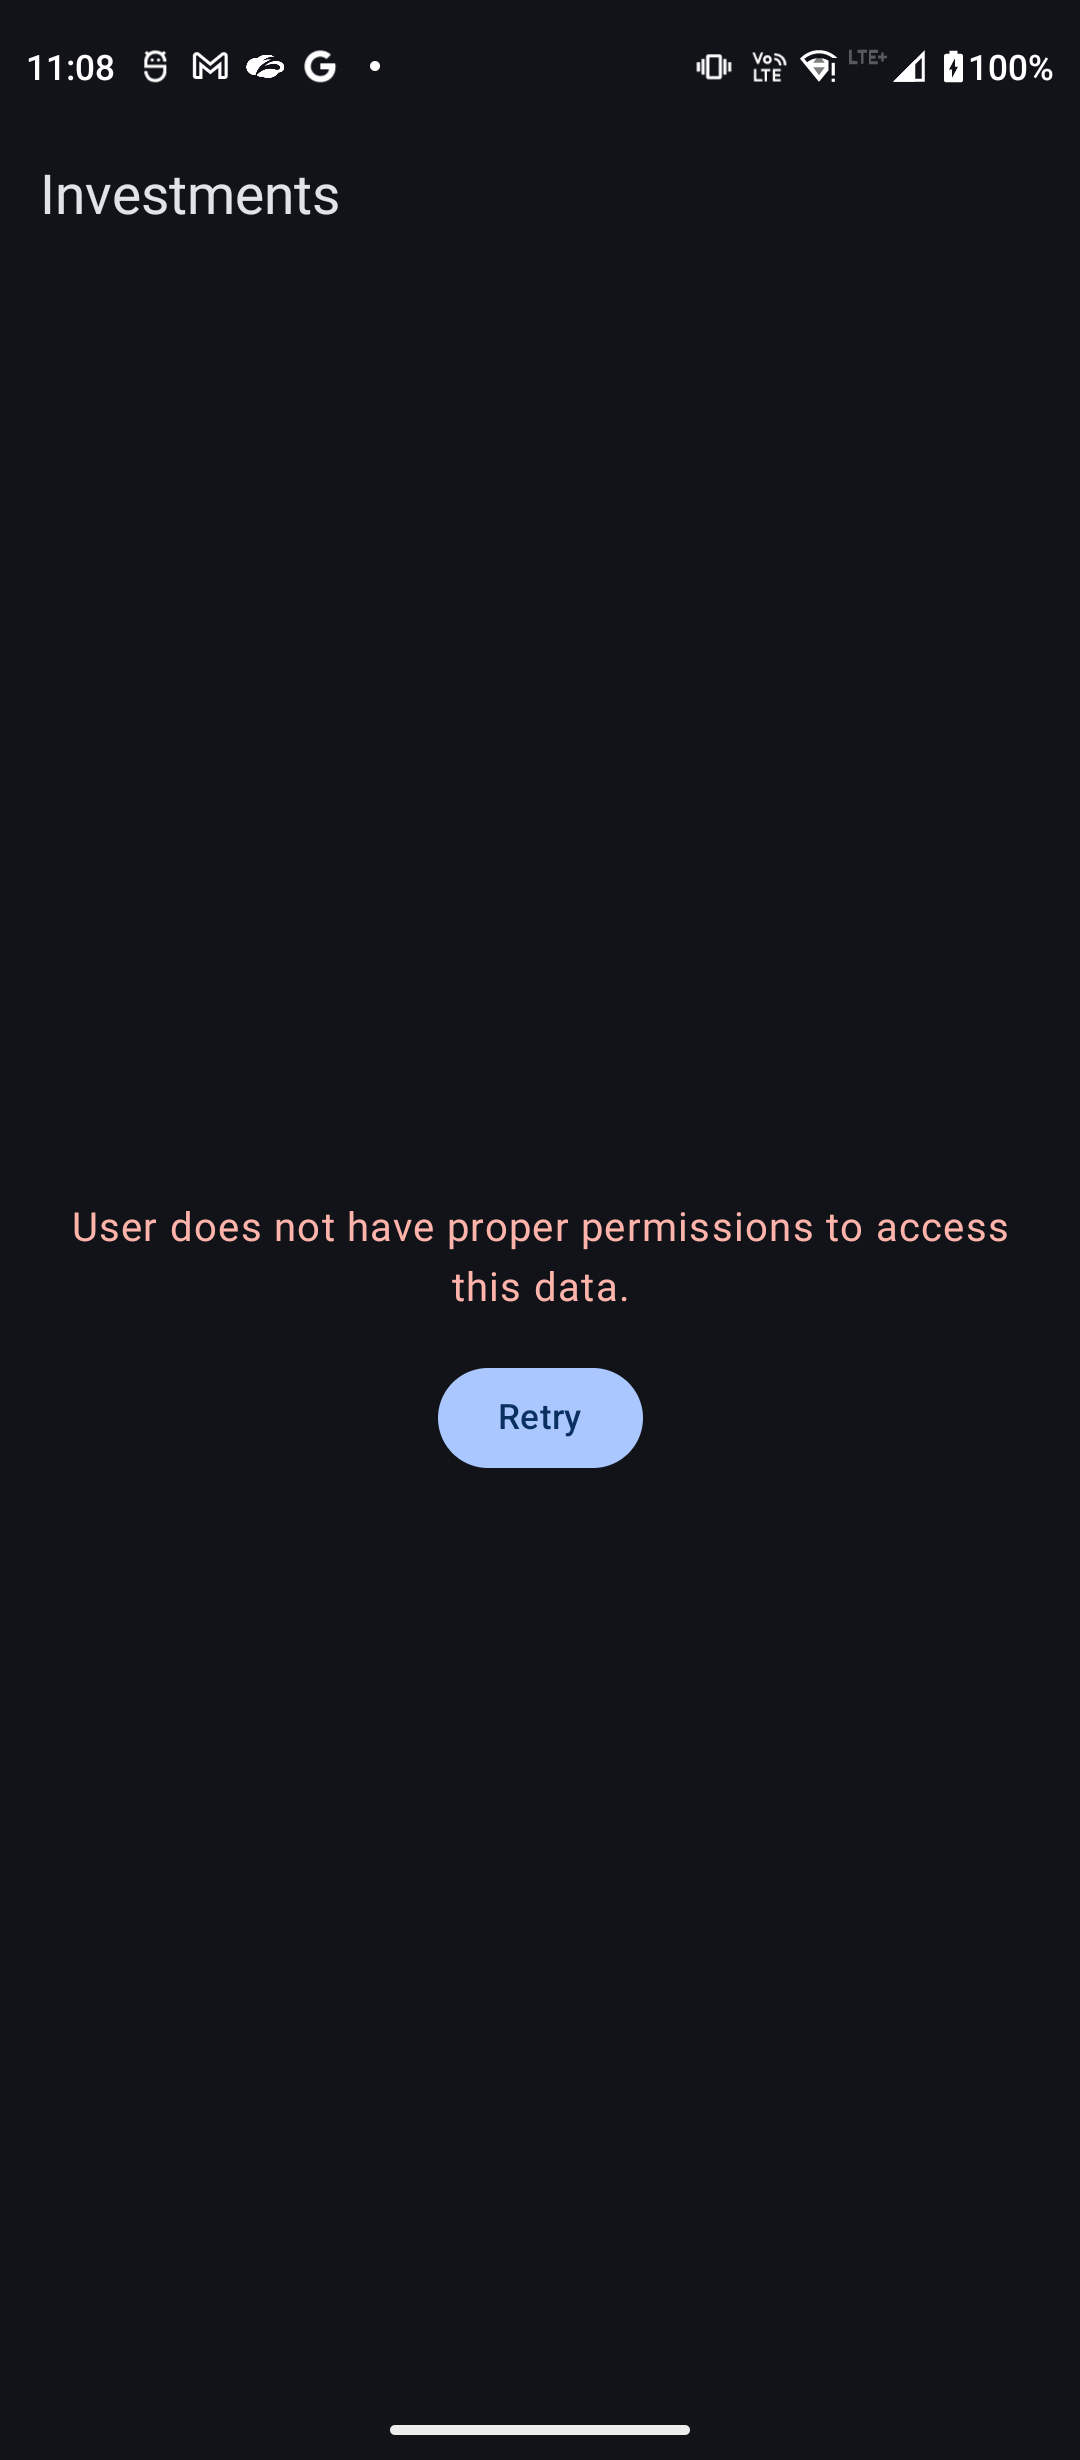 11:08 Vo LTE LTE+ 100%
Investments
User does not have proper permissions to access
this data.
Retry